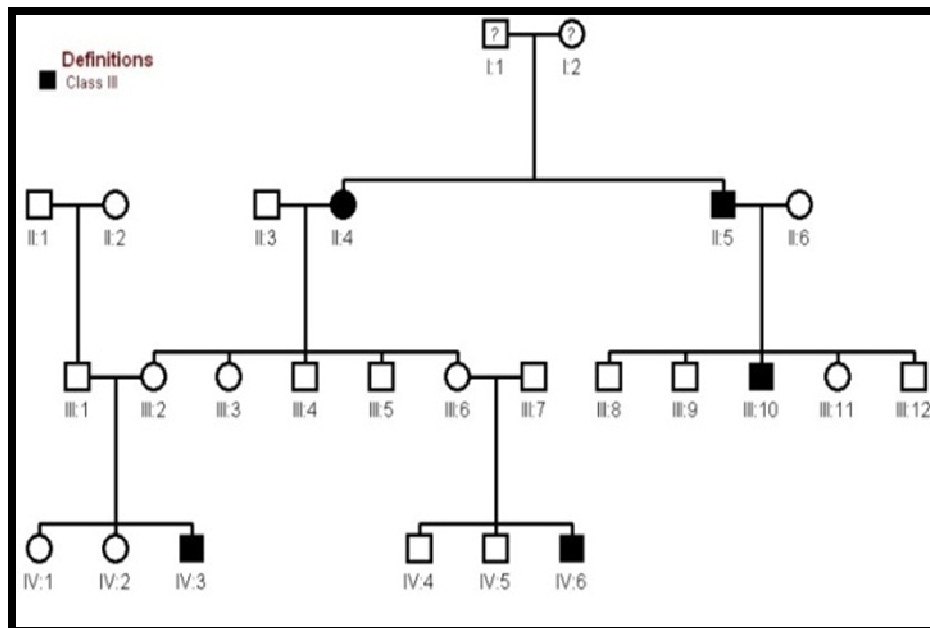 ? ?
I:1 I:2
Definitions
Class III
II:1 II:2 II:3 II:4 II:5 II:6
III:1 III:2 III:3 III:4 III:5 III:6 III:7 III:8 III:9 III:10 III:11 III:12
IV:1 IV:2 IV:3 IV:4 IV:5 IV:6